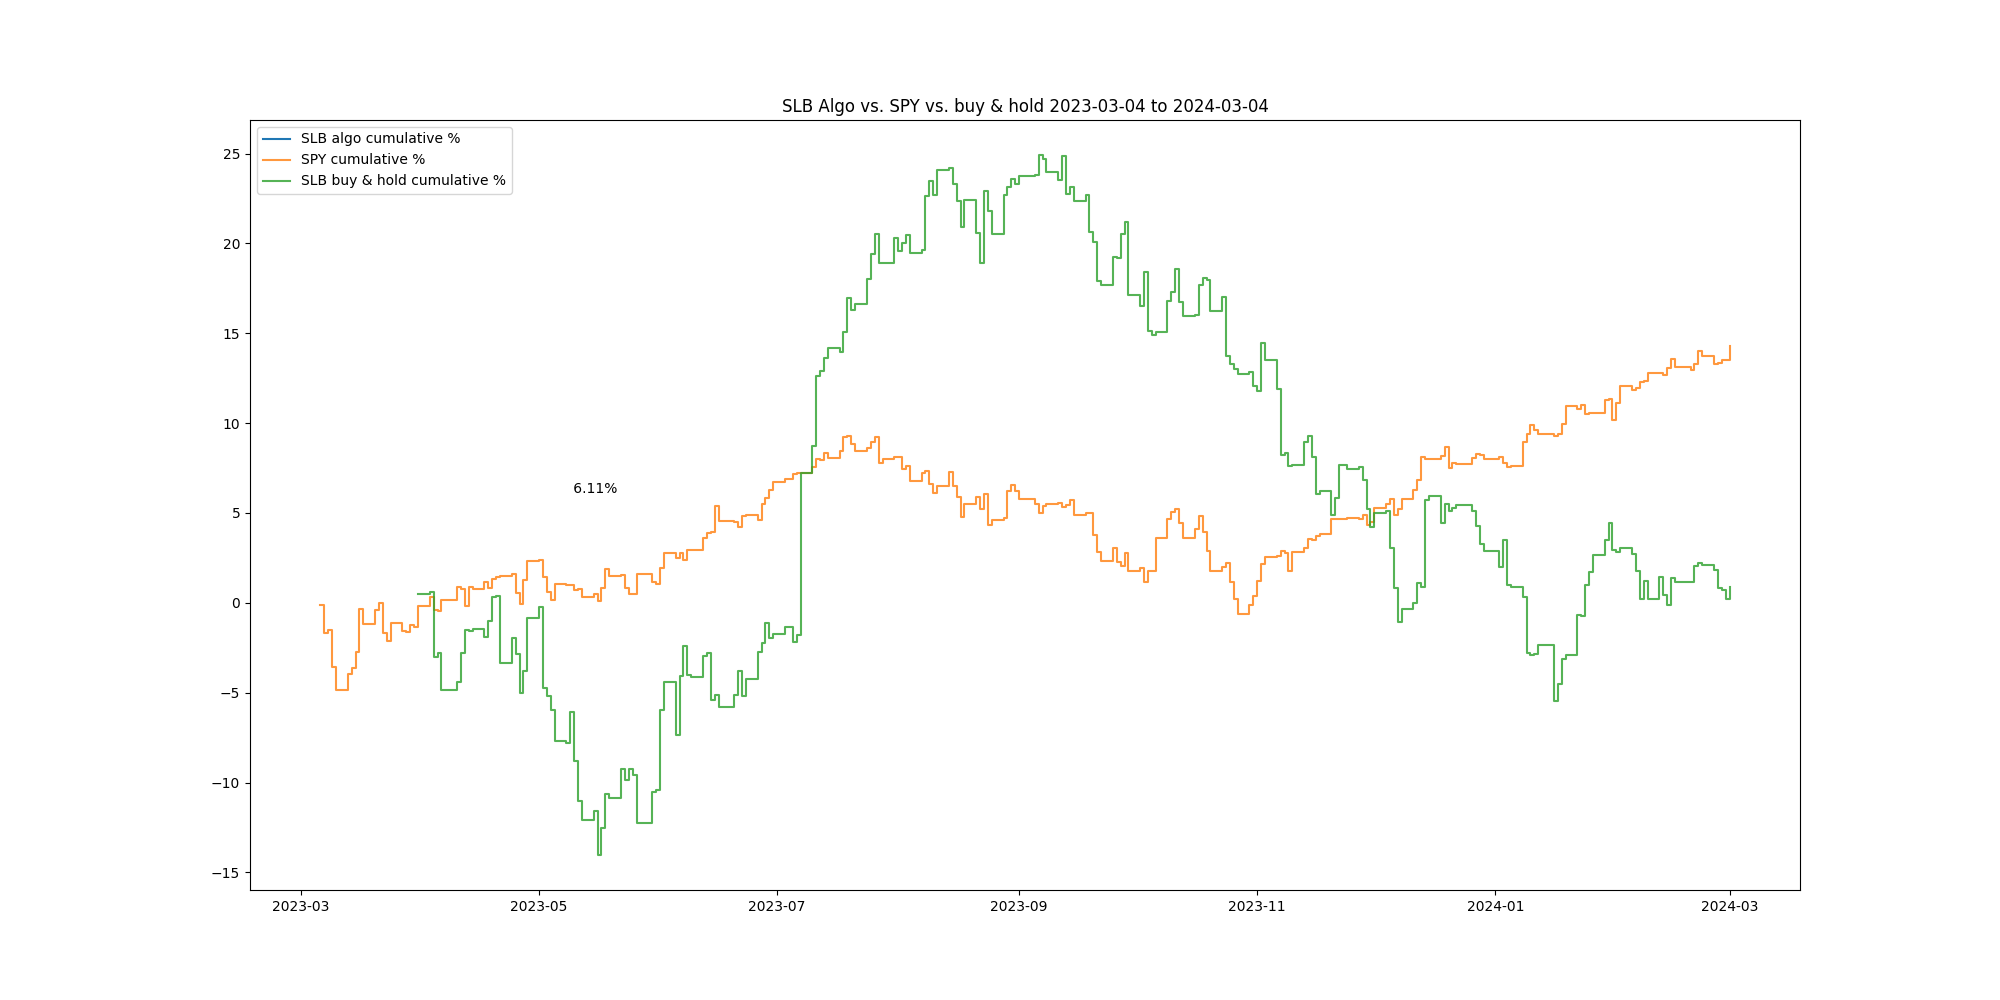 SLB Algo vs. SPY vs. buy & hold 2023-03-04 to 2024-03-04
SLB algo cumulative %
SPY cumulative %
SLB buy & hold cumulative %
25
20
15
10
5
0
−5
−10
−15
6.11%
2023-03 2023-05 2023-07 2023-09 2023-11 2024-01 2024-03